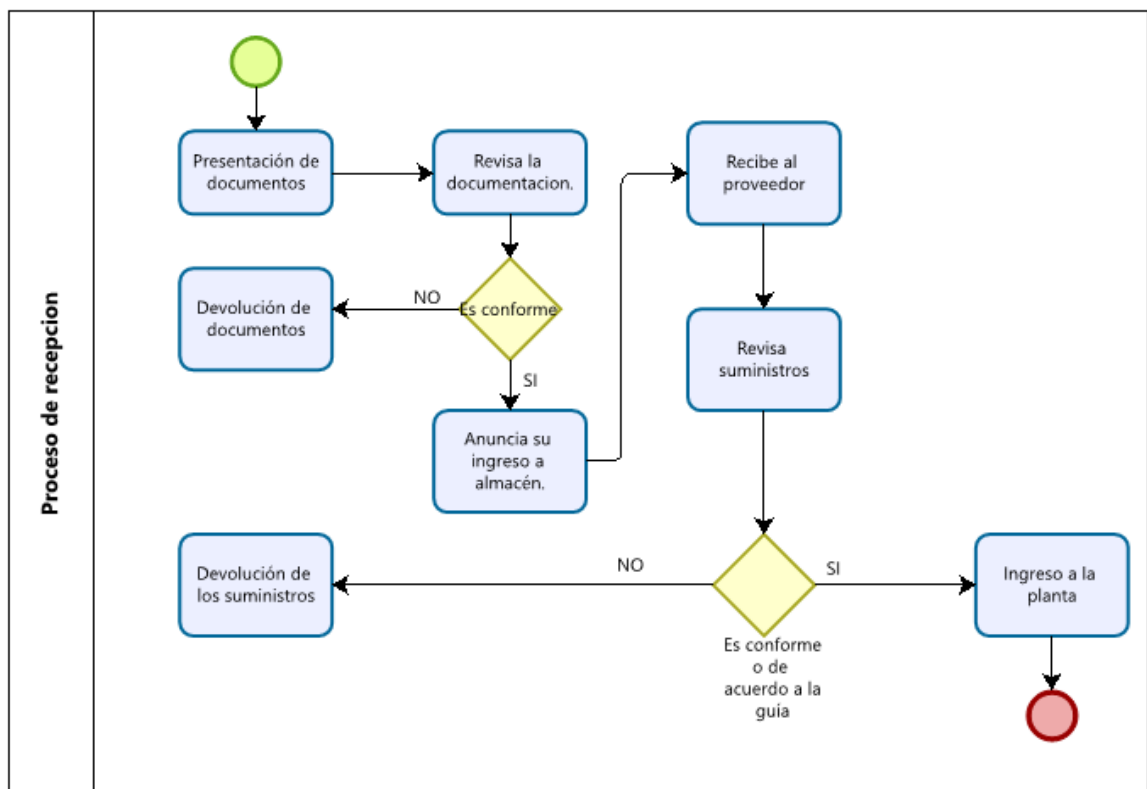 Proceso de recepcion
Presentación de
documentos
Revisa la
documentacion.
Recibe al
proveedor
Devolución de
documentos
NO
Es conforme
SI
Revisa
suministros
Anuncia su
ingreso a
almacén.
Devolución de
los suministros
NO
SI
Ingreso a la
planta
Es conforme
o de
acuerdo a la
guía